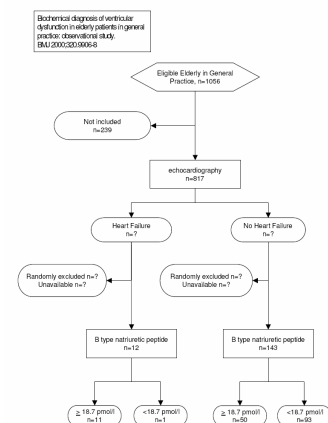 Biochemical diagnosis of ventricular
dysfunction in elderly patients in general
practice: observational study.
BMJ 2000;320:9906-8
Eligible Elderly in General
Practice, n=1056
Not included
n=239
echocardiography
n=817
Heart Failure
n=?
No Heart Failure
n=?
Randomly excluded n=?
Unavailable n=?
Randomly excluded n=?
Unavailable n=?
B type natriuretic peptide
n=12
B type natriuretic peptide
n=143
≥ 18.7 pmol/l
n=11
<18.7 pmol/l
n=1
≥ 18.7 pmol/l
n=50
<18.7 pmol/l
n=93